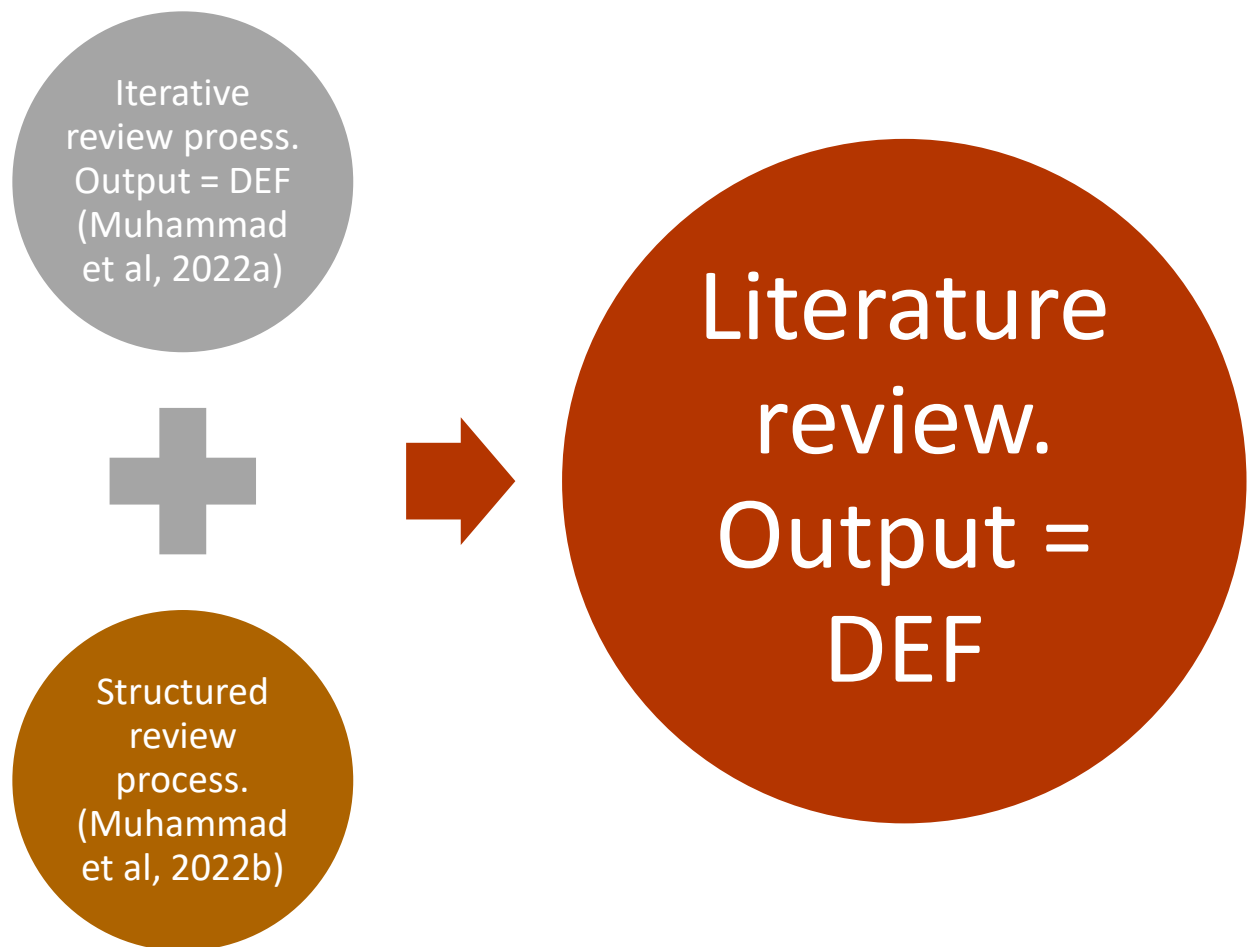 Iterative
review proess.
Output = DEF
(Muhammad
et al, 2022a)
Structured
review
process.
(Muhammad
et al, 2022b)
Literature
review.
Output =
DEF